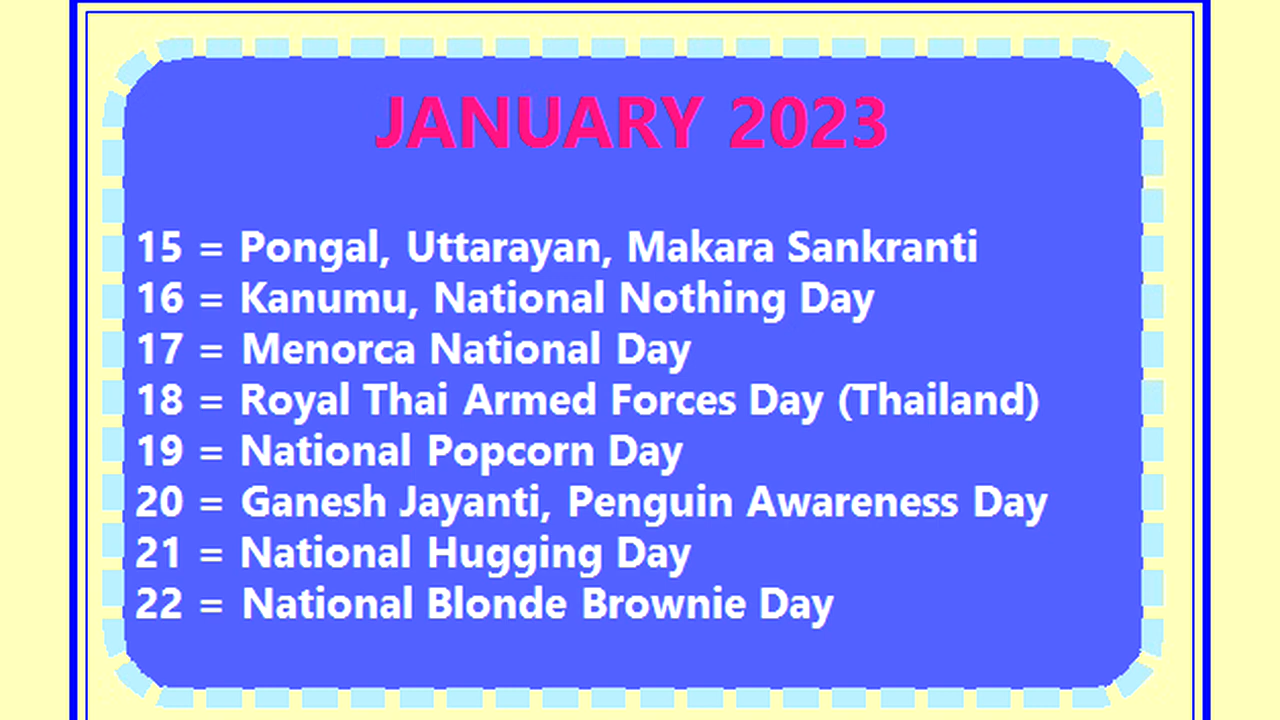 JANUARY 2023
15 = Pongal, Uttarayan, Makara Sankranti
16 = Kanumu, National Nothing Day
17 = Menorca National Day
18 = Royal Thai Armed Forces Day (Thailand)
19 = National Popcorn Day
20 = Ganesh Jayanti, Penguin Awareness Day
21 = National Hugging Day
22 = National Blonde Brownie Day